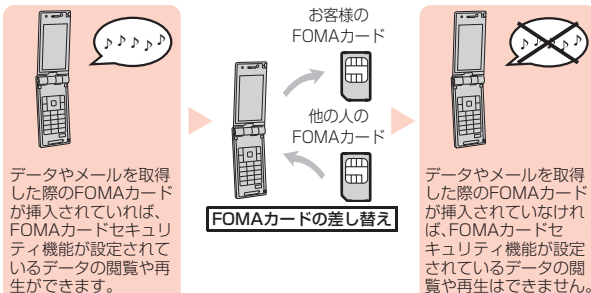 データやメールを取得
した際のFOMAカード
が挿入されていれば、
FOMAカードセキュリ
ティ機能が設定されて
いるデータの閲覧や再
生ができます。
お客様の
FOMAカード
他の人の
FOMAカード
FOMAカードの差し替え
データやメールを取得
した際のFOMAカード
が挿入されていなけれ
ば、FOMAカードセ
キュリティ機能が設定
されているデータの閲
覧や再生はできません。